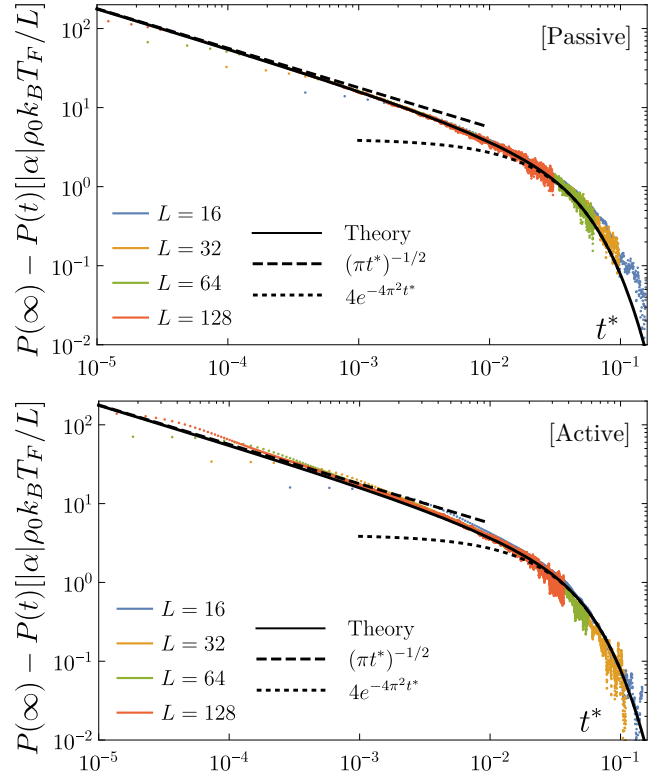 [Passive]
P(∞) − P(t)[|α|ρ₀k_BT_F/L]
10²
10¹
10⁰
10⁻¹
10⁻²
L = 16
L = 32
L = 64
L = 128
Theory
(πt*)⁻¹/²
4e⁻⁴π²ᵗ*
t*
10⁻⁵
10⁻⁴
10⁻³
10⁻²
10⁻¹
[Active]
P(∞) − P(t)[|α|ρ₀k_BT_F/L]
10²
10¹
10⁰
10⁻¹
10⁻²
L = 16
L = 32
L = 64
L = 128
Theory
(πt*)⁻¹/²
4e⁻⁴π²ᵗ*
t*
10⁻⁵
10⁻⁴
10⁻³
10⁻²
10⁻¹